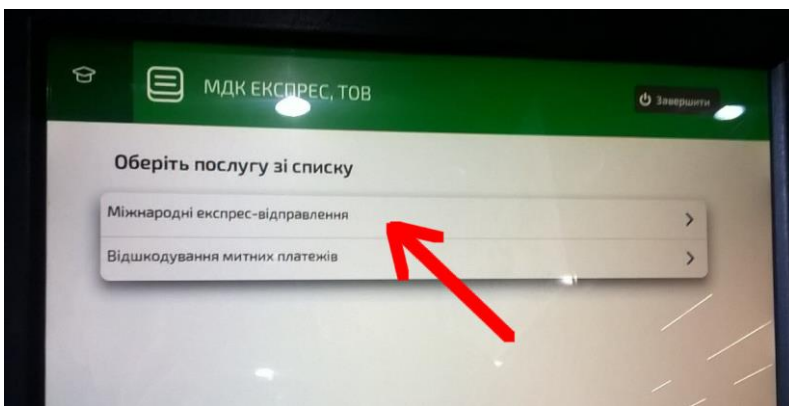 МДК ЕКСПРЕС, ТОВ
Завершити
Оберіть послугу зі списку
Міжнародні експрес-відправлення
Відшкодування митних платежів